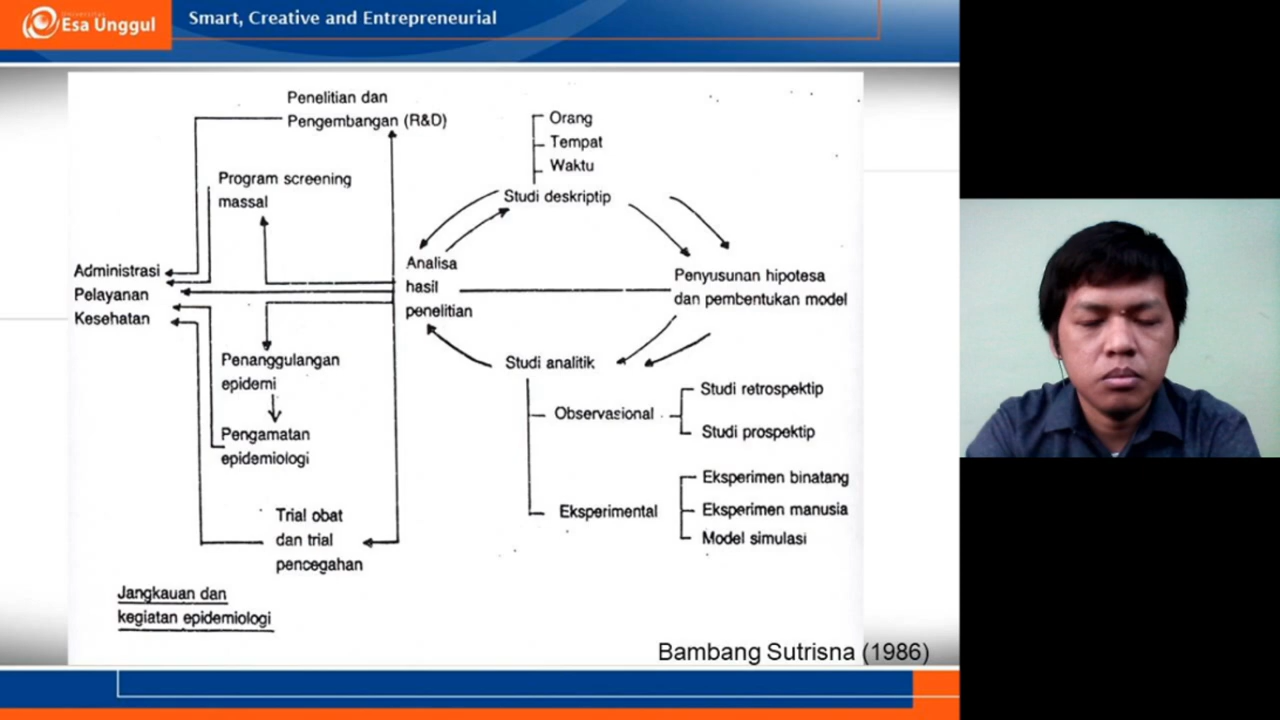 Universitas
Esa Unggul
Smart, Creative and Entrepreneurial
Penelitian dan
Pengembangan (R&D)
Program screening
massal
Administrasi
Pelayanan
Kesehatan
Penanggulangan
epidemi
Pengamatan
epidemiologi
Trial obat
dan trial
pencegahan
Analisa
hasil
penelitian
Orang
Tempat
Waktu
Studi deskriptip
Penyusunan hipotesa
dan pembentukan model
Studi analitik
Observasional
Studi retrospektip
Studi prospektip
Eksperimental
Eksperimen binatang
Eksperimen manusia
Model simulasi
Jangkauan dan
kegiatan epidemiologi
Bambang Sutrisna (1986)